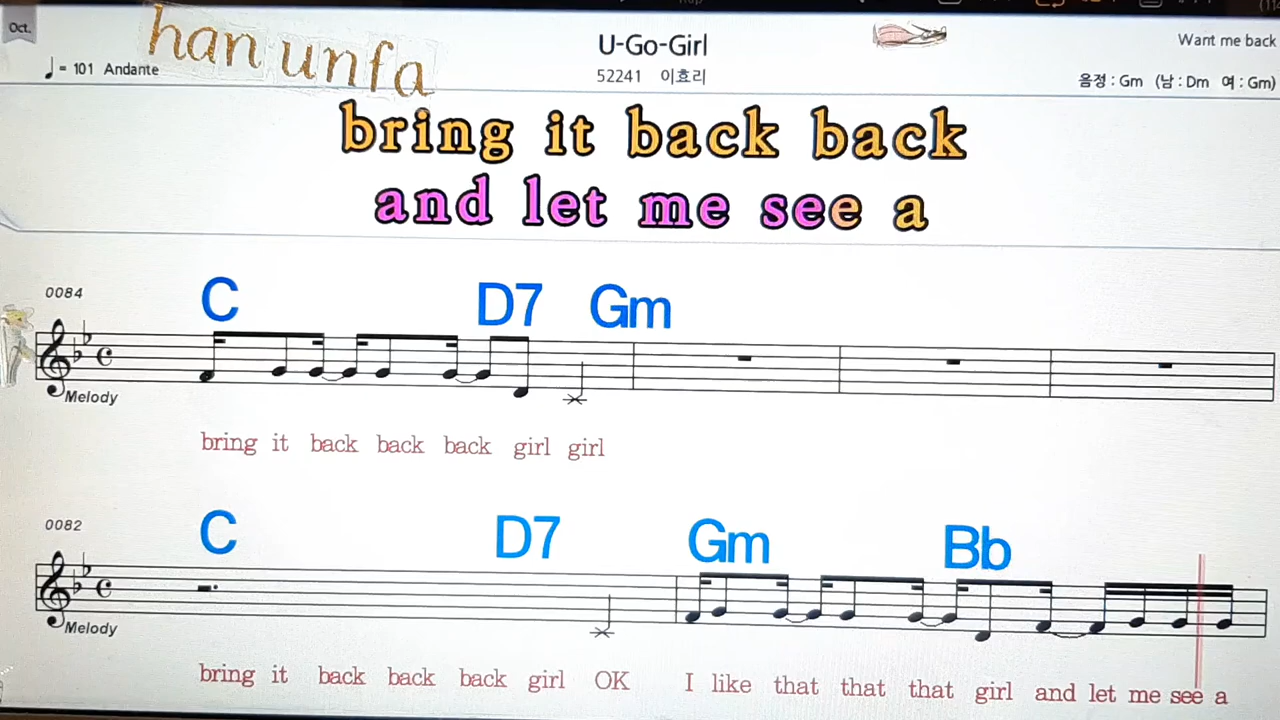 Oct.
han unfa
U-Go-Girl
Want me back
♩= 101 Andante
52241 이효리
음정 : Gm (남 : Dm 여 : Gm)
bring it back back
and let me see a
0084
C D7 Gm
Melody
bring it back back back girl girl
0082
C D7 Gm Bb
Melody
bring it back back back girl OK I like that that that girl and let me see a